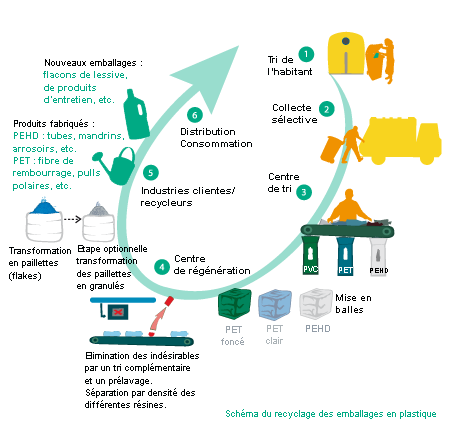 1
Tri de
l'habitant
Collecte
sélective
2
Centre
de tri
3
PVC
PET
PEHD
Mise en
balles
PET
foncé
PET
clair
PEHD
4
Centre
de régénération
Elimination des indésirables
par un tri complémentaire
et un prélavage.
Séparation par densité des
différentes résines.
Transformation
en paillettes
(flakes)
Etape optionnelle
transformation
des paillettes
en granulés
5
Industries clientes/
recycleurs
Produits fabriqués :
PEHD : tubes, mandrins,
arrosoirs, etc.
PET : fibre de
rembourrage, pulls
polaires, etc.
6
Distribution
Consommation
Nouveaux emballages :
flacons de lessive,
de produits
d'entretien, etc.
Schéma du recyclage des emballages en plastique